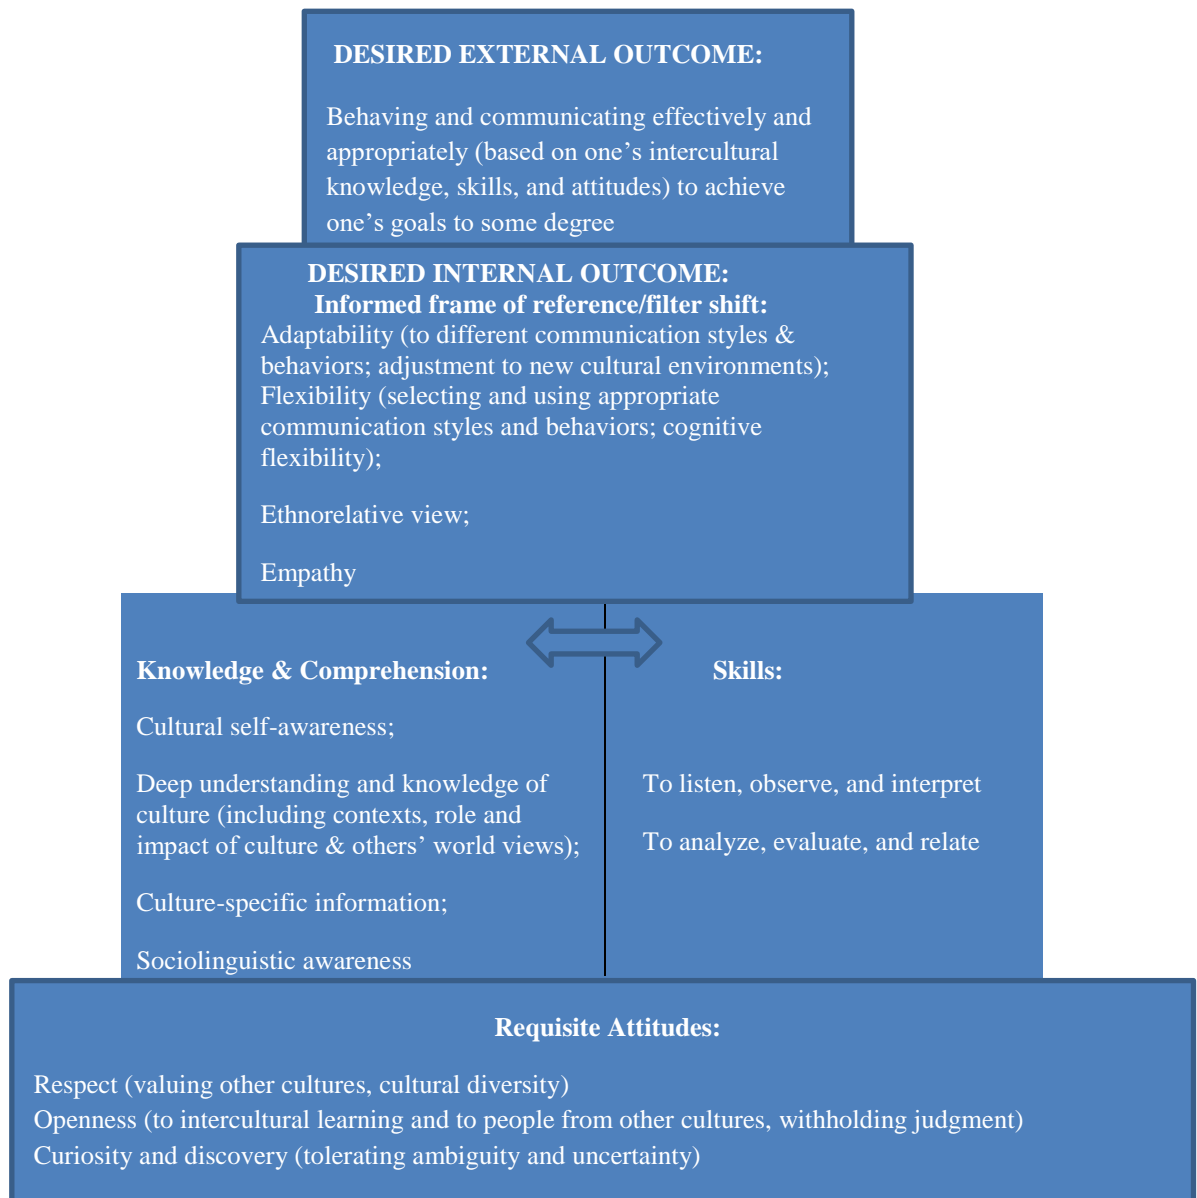 DESIRED EXTERNAL OUTCOME:
Behaving and communicating effectively and
appropriately (based on one’s intercultural
knowledge, skills, and attitudes) to achieve
one’s goals to some degree
DESIRED INTERNAL OUTCOME:
Informed frame of reference/filter shift:
Adaptability (to different communication styles &
behaviors; adjustment to new cultural environments);
Flexibility (selecting and using appropriate
communication styles and behaviors; cognitive
flexibility);
Ethnorelative view;
Empathy
Knowledge & Comprehension:
Cultural self-awareness;
Deep understanding and knowledge of
culture (including contexts, role and
impact of culture & others’ world views);
Culture-specific information;
Sociolinguistic awareness
Skills:
To listen, observe, and interpret
To analyze, evaluate, and relate
Requisite Attitudes:
Respect (valuing other cultures, cultural diversity)
Openness (to intercultural learning and to people from other cultures, withholding judgment)
Curiosity and discovery (tolerating ambiguity and uncertainty)